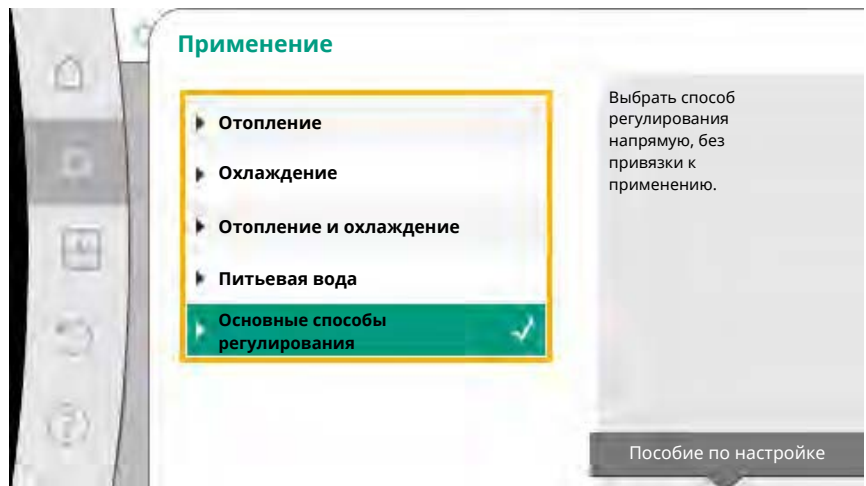 Применение
Отопление
Охлаждение
Отопление и охлаждение
Питьевая вода
Основные способы
регулирования
Выбрать способ
регулирования
напрямую, без
привязки к
применению.
Пособие по настройке